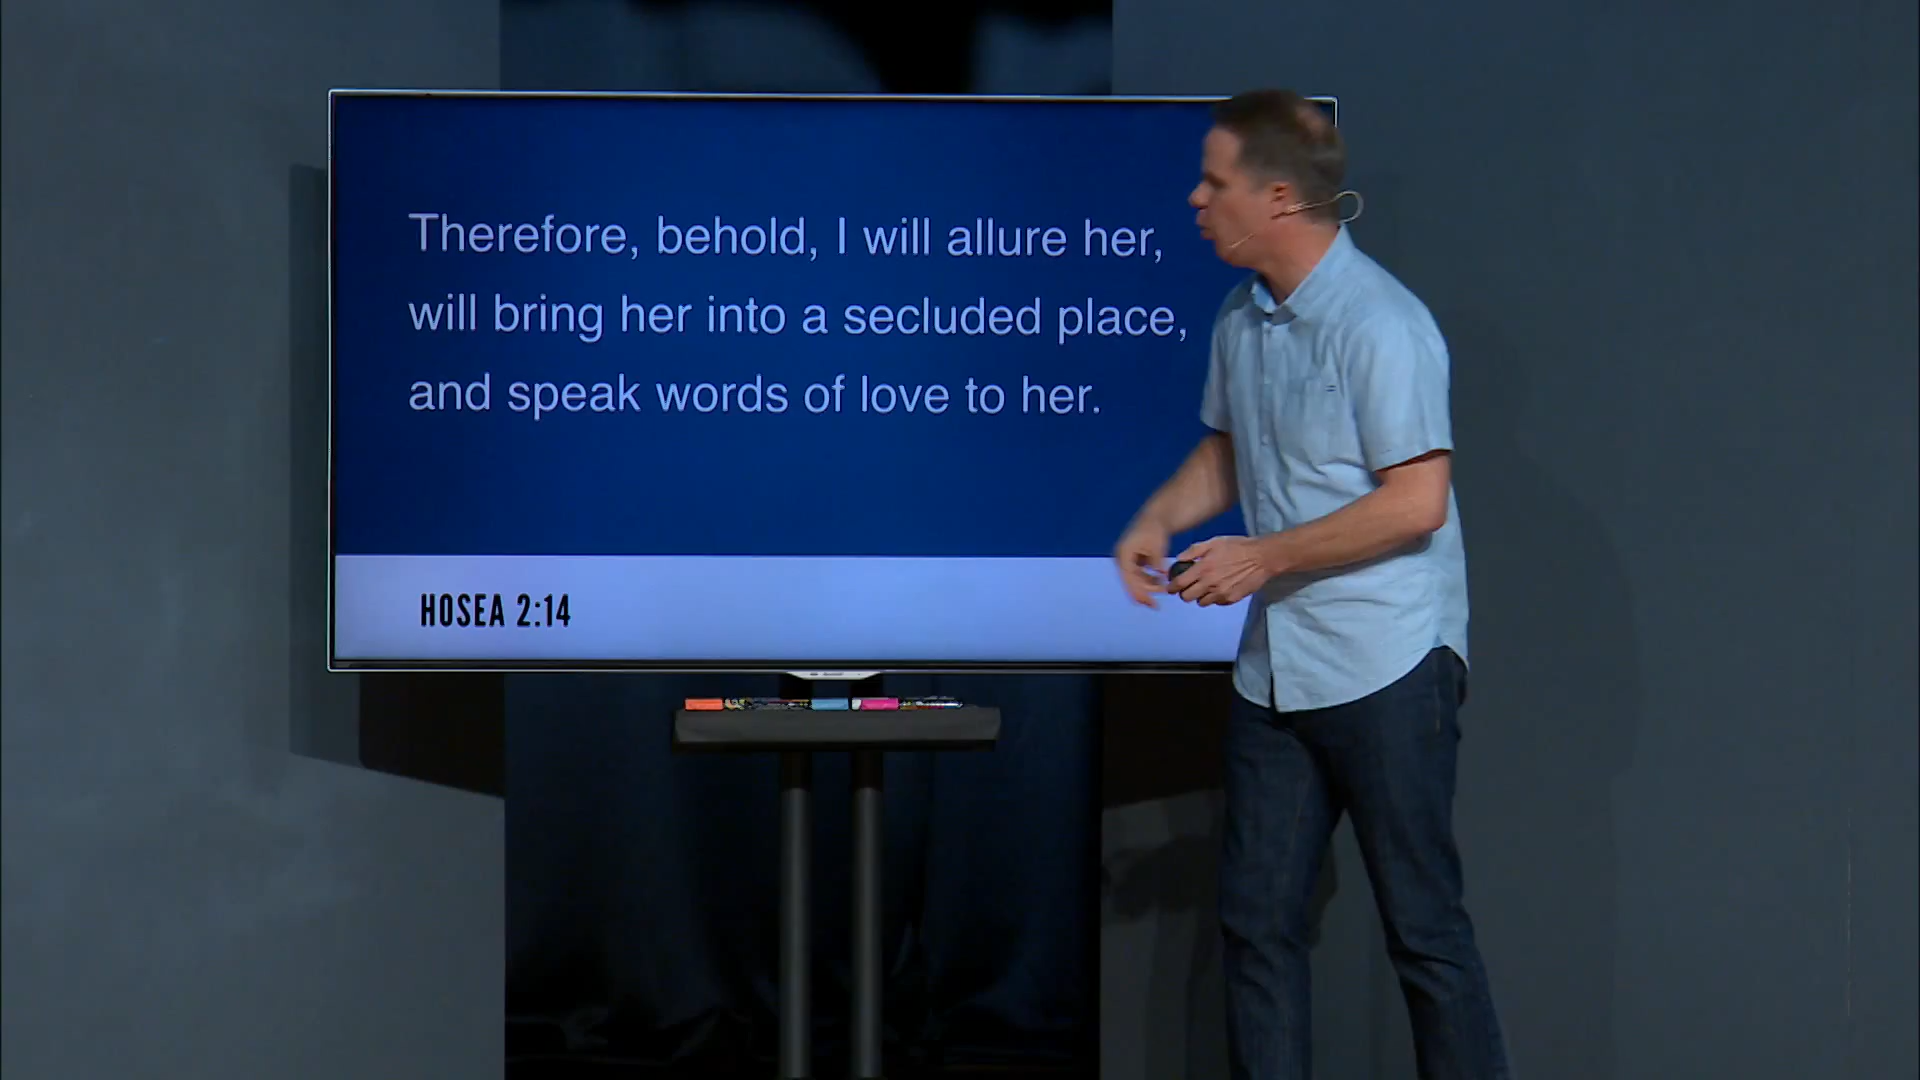 Therefore, behold, I will allure her,
will bring her into a secluded place,
and speak words of love to her.
HOSEA 2:14